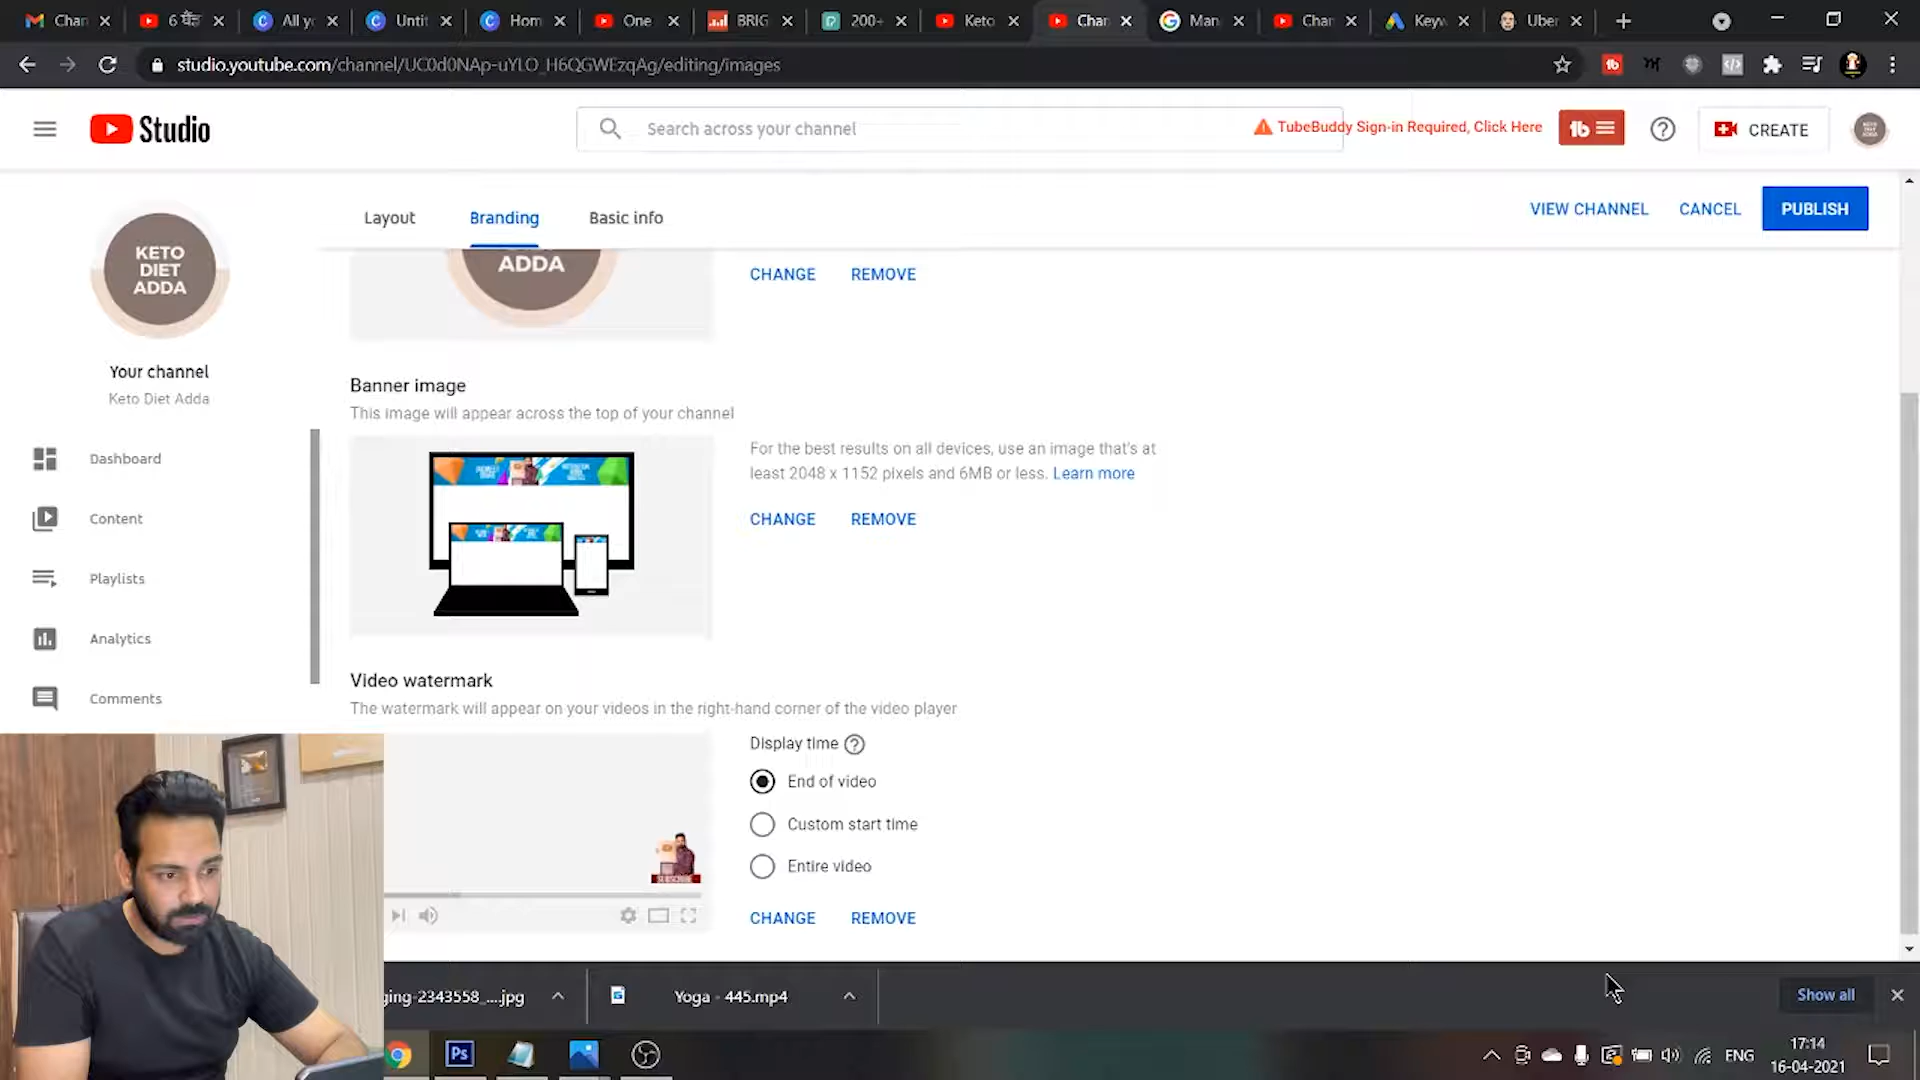 Chan
6 पैक
All yo
Untit
Hom
One
BRIG
200+
Keto
Chan
Man
Chan
Keyw
Uber
studio.youtube.com/channel/UC0d0NAp-uYLO_H6QGWEzqAg/editing/images
Studio
Search across your channel
TubeBuddy Sign-in Required, Click Here
CREATE
KETO
DIET
ADDA
Your channel
Keto Diet Adda
Dashboard
Content
Playlists
Analytics
Comments
Layout
Branding
Basic info
VIEW CHANNEL
CANCEL
PUBLISH
ADDA
CHANGE
REMOVE
Banner image
This image will appear across the top of your channel
For the best results on all devices, use an image that's at
least 2048 x 1152 pixels and 6MB or less. Learn more
CHANGE
REMOVE
Video watermark
The watermark will appear on your videos in the right-hand corner of the video player
Display time
End of video
Custom start time
Entire video
SUBSCRIBE
CHANGE
REMOVE
ging-2343558_....jpg
Yoga - 445.mp4
Show all
Ps
ENG
17:14
16-04-2021